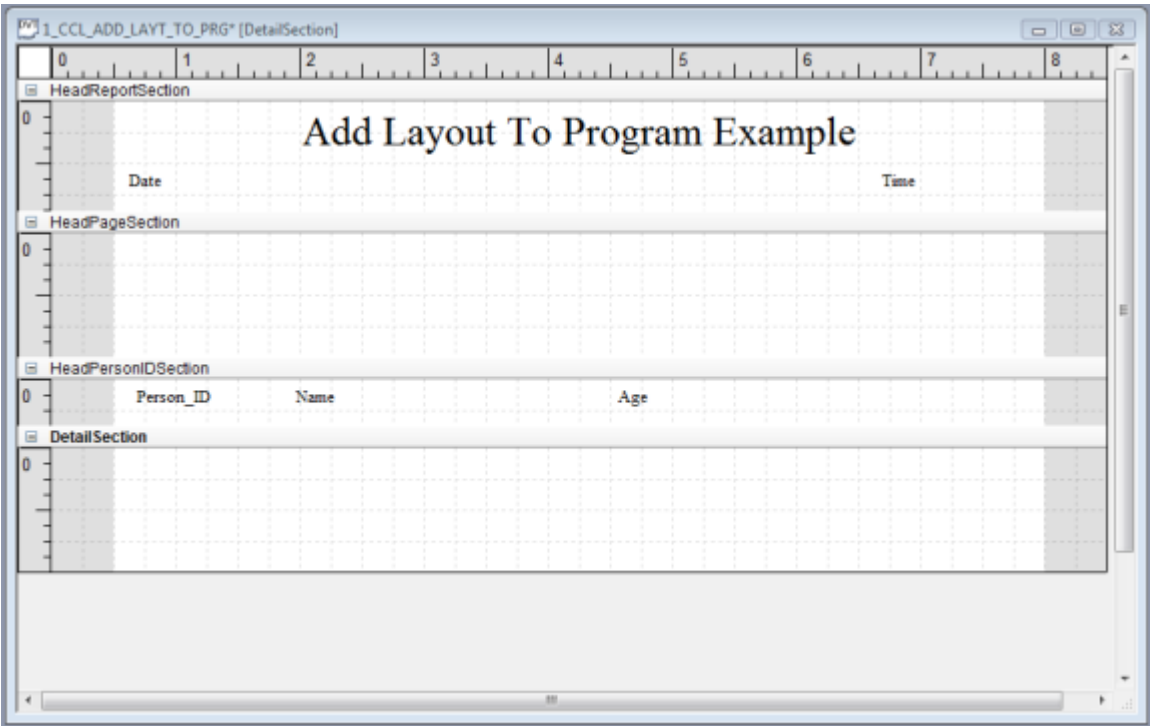 1_CCL_ADD_LAYT_TO_PRG* [DetailSection]
0 1 2 3 4 5 6 7 8
HeadReportSection
0
Add Layout To Program Example
Date Time
HeadPageSection
0
HeadPersonIDSection
0 Person_ID Name Age
DetailSection
0